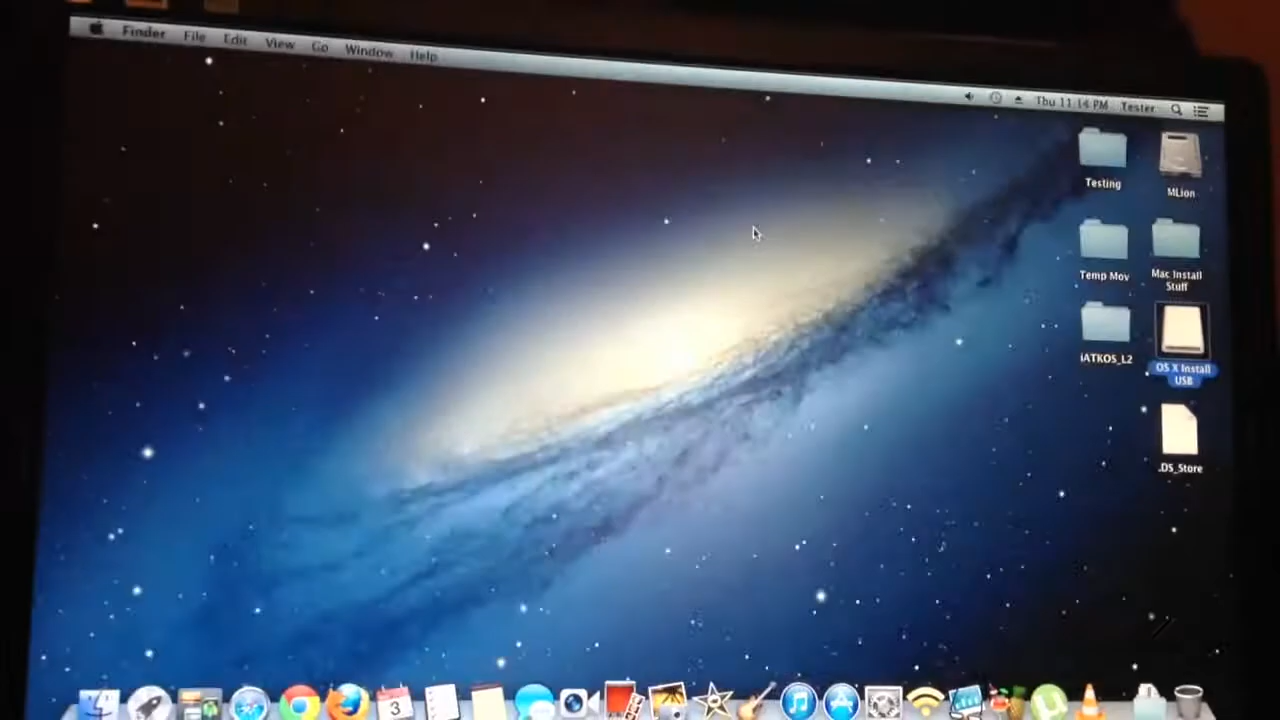 Finder File Edit View Go Window Help
Thu 11:14 PM Tester
Testing
MLion
Temp Mov
Mac Install
Stuff
iATKOS_L2
OS X Install
USB
.DS_Store
3